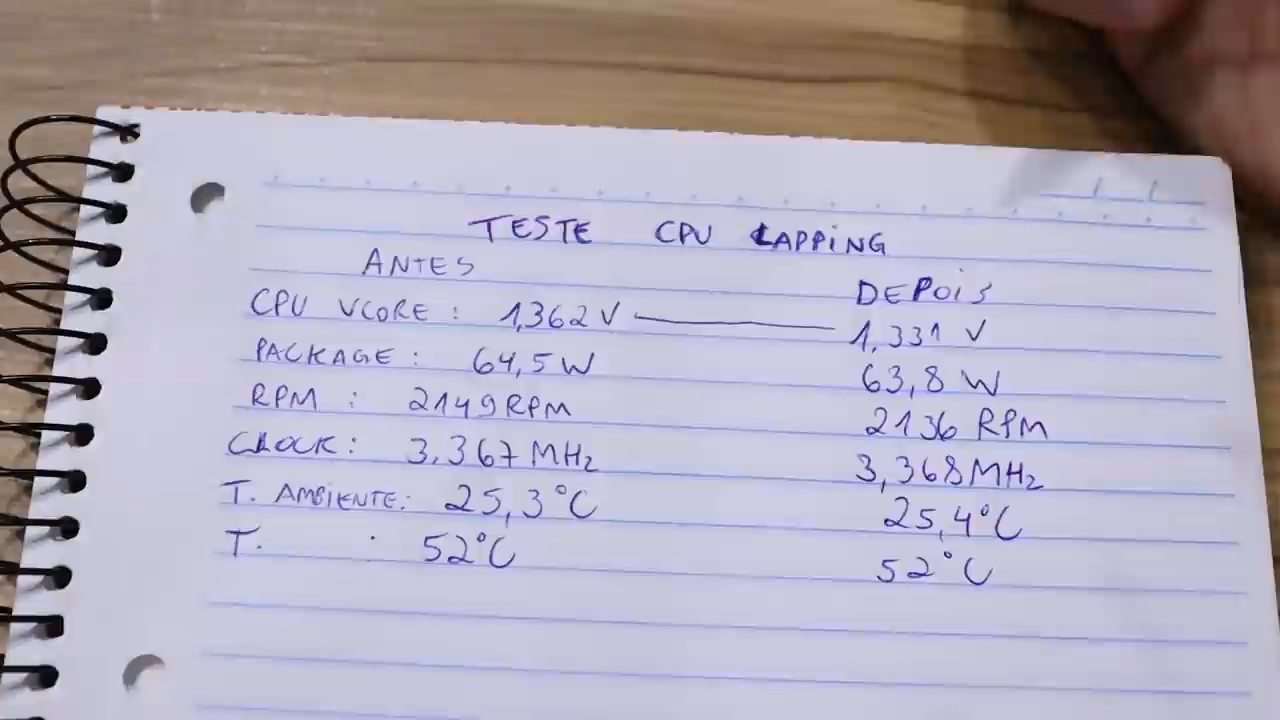 TESTE CPU LAPPING
ANTES DEPOIS
CPU VCORE : 1,362 V 1,331 V
PACKAGE : 64,5 W 63,8 W
RPM : 2149 RPM 2136 RPM
CLOCK : 3.367 MHz 3,368 MHz
T. AMBIENTE: 25,3°C 25,4°C
T. : 52°C 52°C